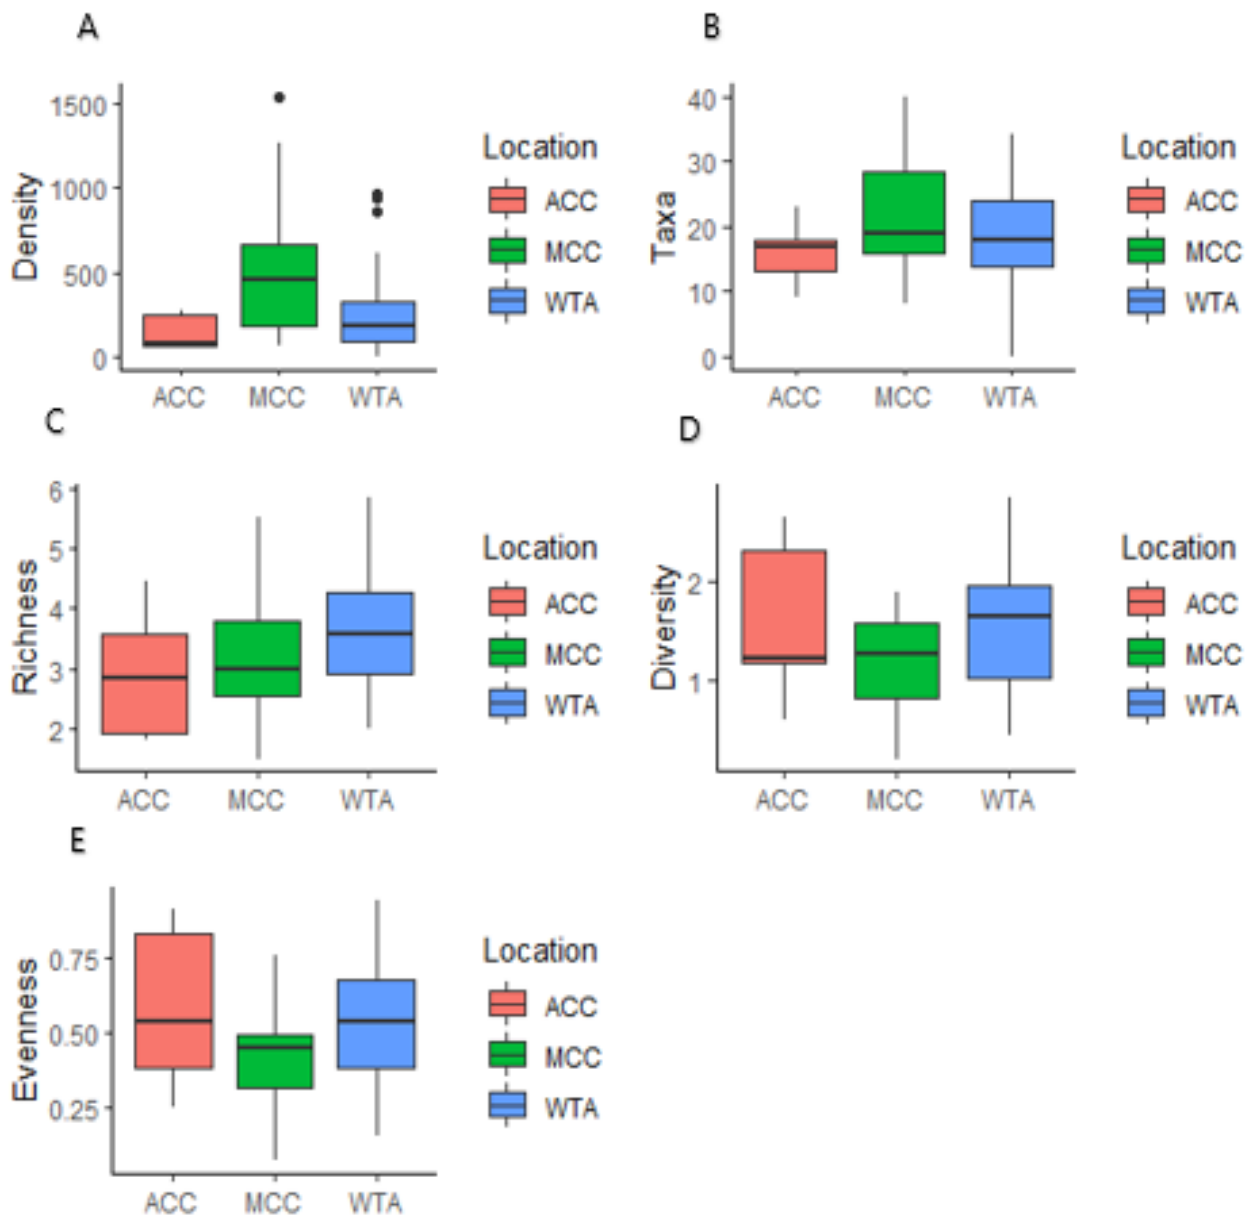 A
Density
1500
1000
500
0
ACC MCC WTA
Location
ACC
MCC
WTA
B
Taxa
40
30
20
10
0
ACC MCC WTA
Location
ACC
MCC
WTA
C
Richness
6
5
4
3
2
ACC MCC WTA
Location
ACC
MCC
WTA
D
Diversity
2
1
ACC MCC WTA
Location
ACC
MCC
WTA
E
Evenness
0.75
0.50
0.25
ACC MCC WTA
Location
ACC
MCC
WTA